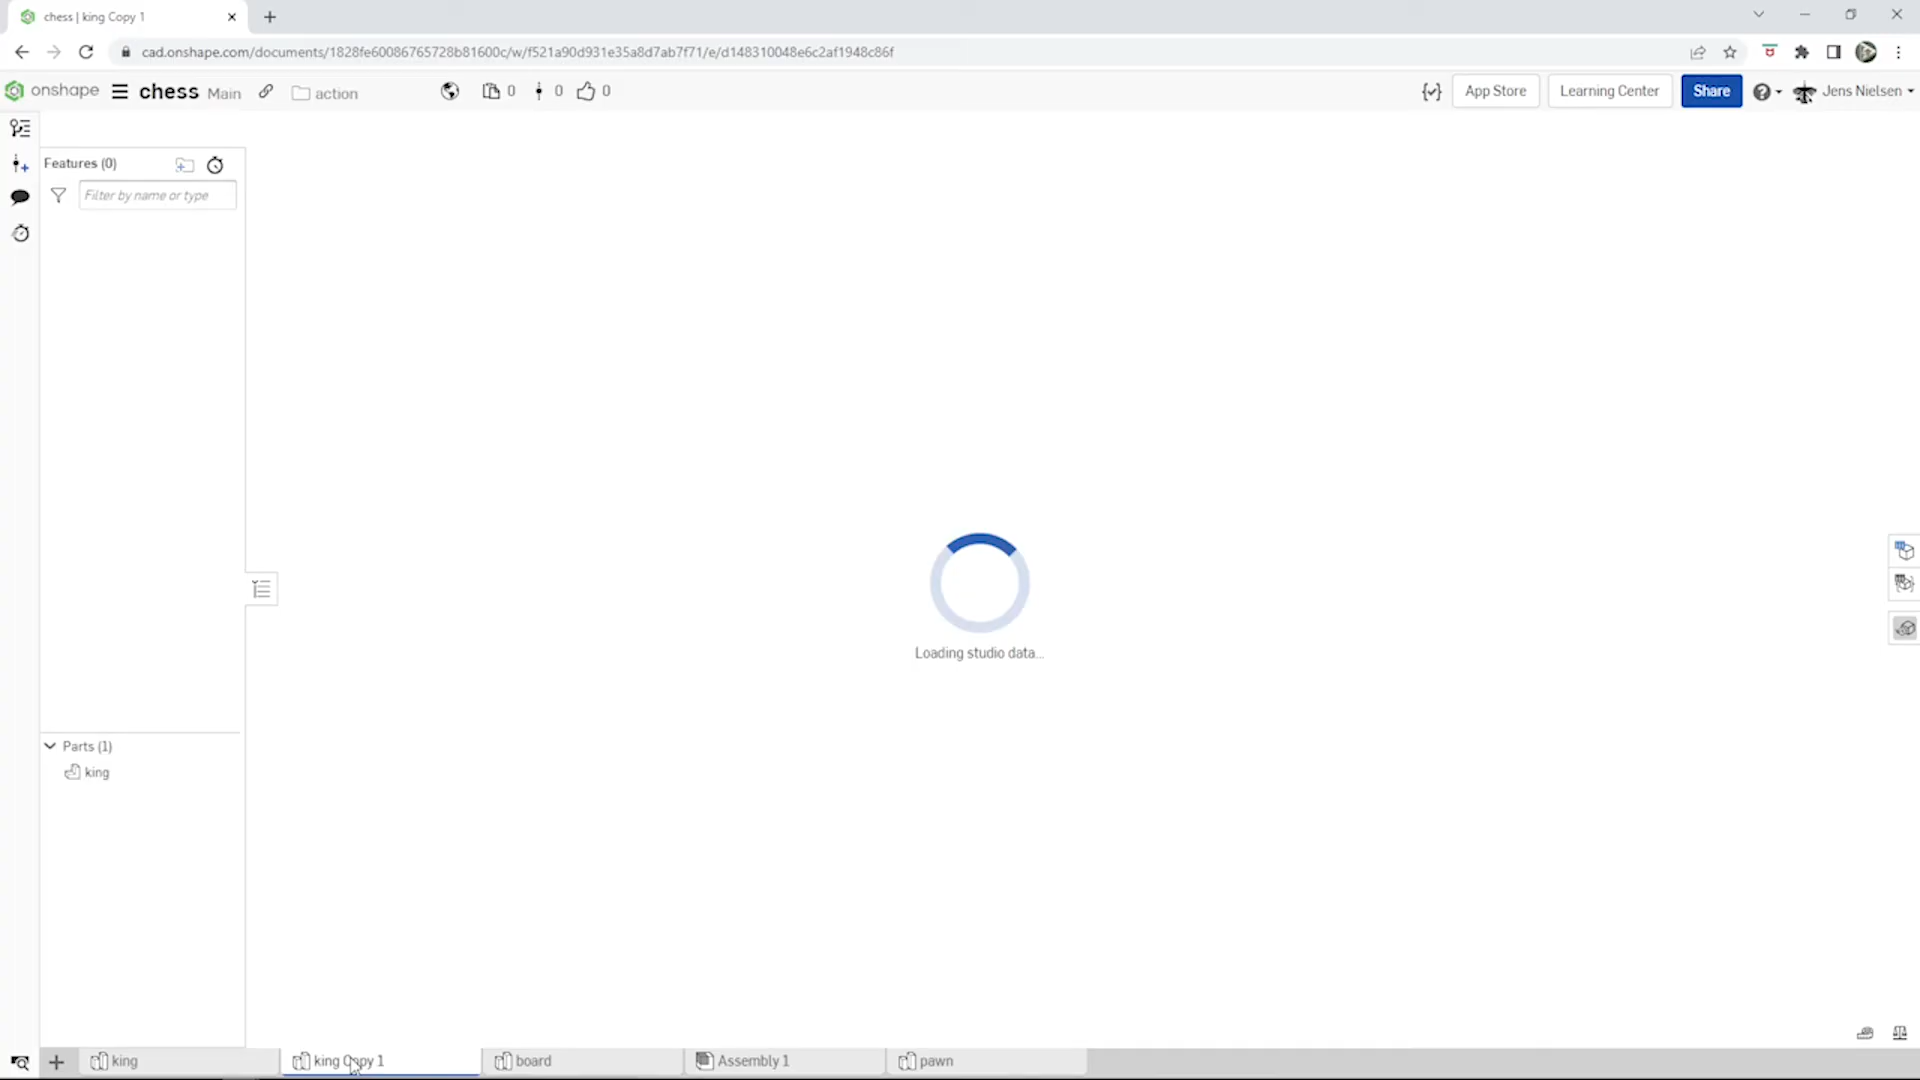 chess | king Copy 1
cad.onshape.com/documents/1828fe60086765728b81600c/w/f521a90d931e35a8d7ab7f71/e/d148310048e6c2af1948c86f
onshape chess Main action 0 0 0 App Store Learning Center Share Jens Nielsen
Features (0)
Filter by name or type
Loading studio data...
Parts (1)
king
king king Copy 1 board Assembly 1 pawn